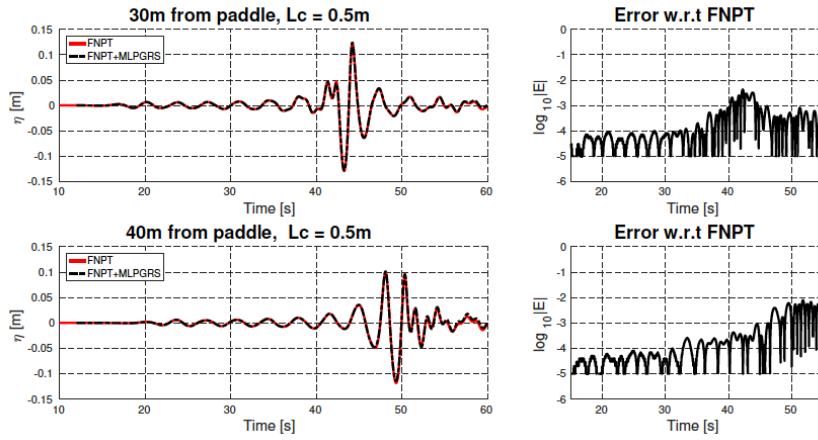 30m from paddle, Lc = 0.5m
0.15
0.1
0.05
0
-0.05
-0.1
-0.15
η [m]
FNPT
FNPT+MLPGRS
10 20 30 40 50 60
Time [s]
Error w.r.t FNPT
0
-1
-2
-3
-4
-5
-6
log 10|E|
20 30 40 50
Time [s]
40m from paddle, Lc = 0.5m
0.15
0.1
0.05
0
-0.05
-0.1
-0.15
η [m]
FNPT
FNPT+MLPGRS
10 20 30 40 50 60
Time [s]
Error w.r.t FNPT
0
-1
-2
-3
-4
-5
-6
log 10|E|
20 30 40 50
Time [s]